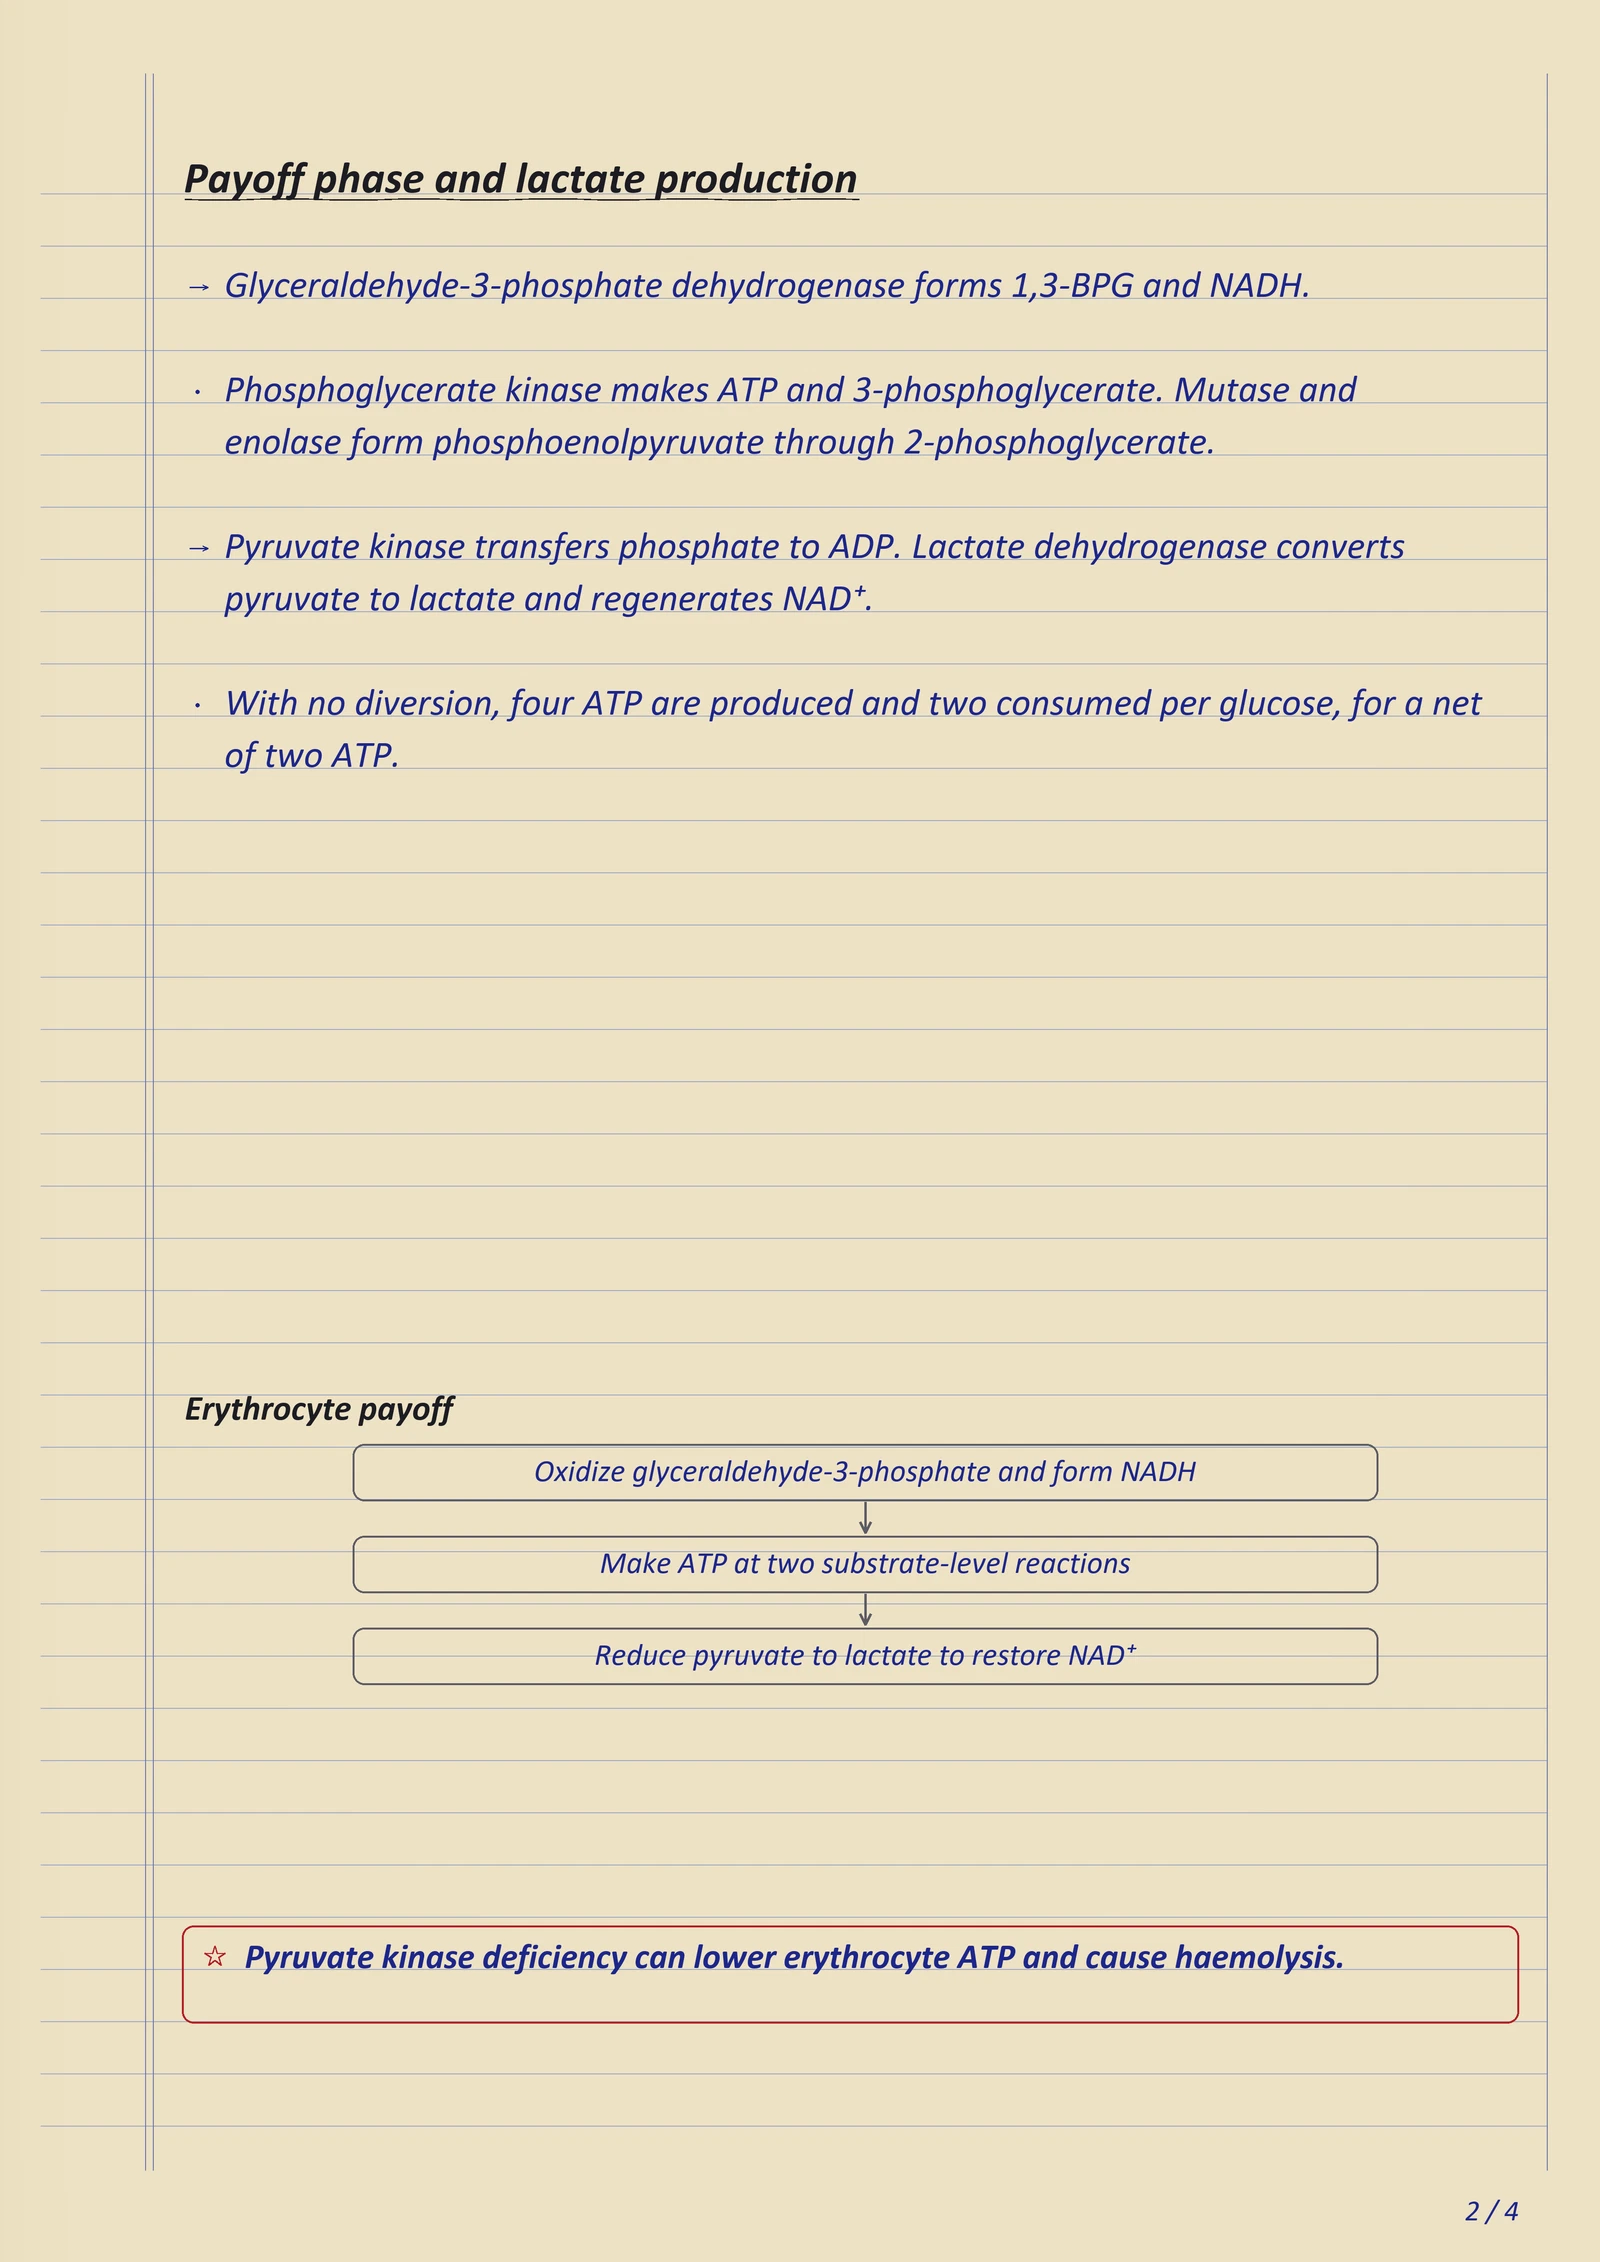 Payoff phase and lactate production
→ Glyceraldehyde-3-phosphate dehydrogenase forms 1,3-BPG and NADH.
· Phosphoglycerate kinase makes ATP and 3-phosphoglycerate. Mutase and
enolase form phosphoenolpyruvate through 2-phosphoglycerate.
→ Pyruvate kinase transfers phosphate to ADP. Lactate dehydrogenase converts
pyruvate to lactate and regenerates NAD⁺.
· With no diversion, four ATP are produced and two consumed per glucose, for a net
of two ATP.
Erythrocyte payoff
Oxidize glyceraldehyde-3-phosphate and form NADH
Make ATP at two substrate-level reactions
Reduce pyruvate to lactate to restore NAD⁺
☆ Pyruvate kinase deficiency can lower erythrocyte ATP and cause haemolysis.
2 / 4